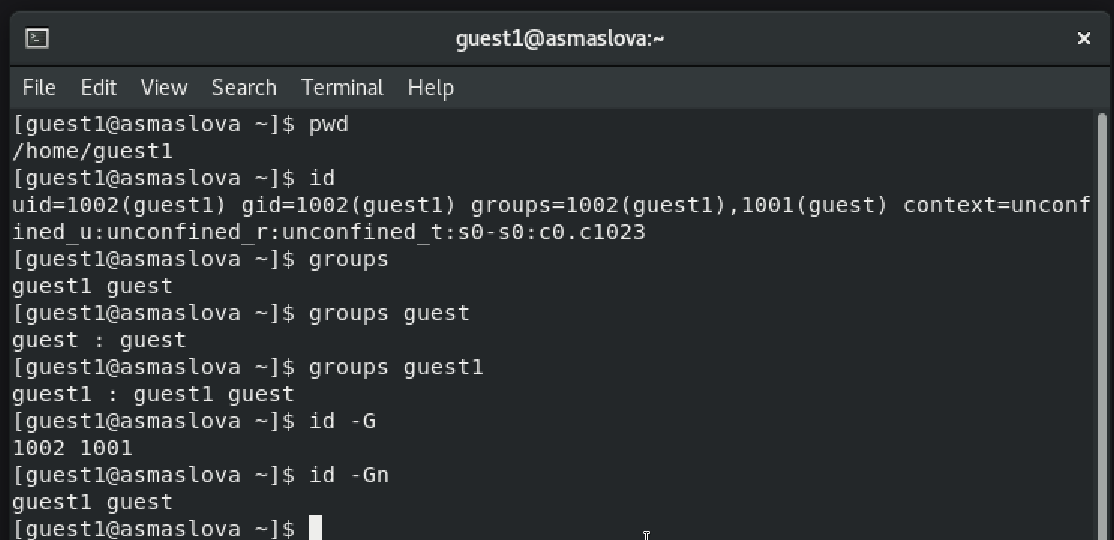 guest1@asmaslova:~
File Edit View Search Terminal Help
[guest1@asmaslova ~]$ pwd
/home/guest1
[guest1@asmaslova ~]$ id
uid=1002(guest1) gid=1002(guest1) groups=1002(guest1),1001(guest) context=unconf
ined_u:unconfined_r:unconfined_t:s0-s0:c0.c1023
[guest1@asmaslova ~]$ groups
guest1 guest
[guest1@asmaslova ~]$ groups guest
guest : guest
[guest1@asmaslova ~]$ groups guest1
guest1 : guest1 guest
[guest1@asmaslova ~]$ id -G
1002 1001
[guest1@asmaslova ~]$ id -Gn
guest1 guest
[guest1@asmaslova ~]$